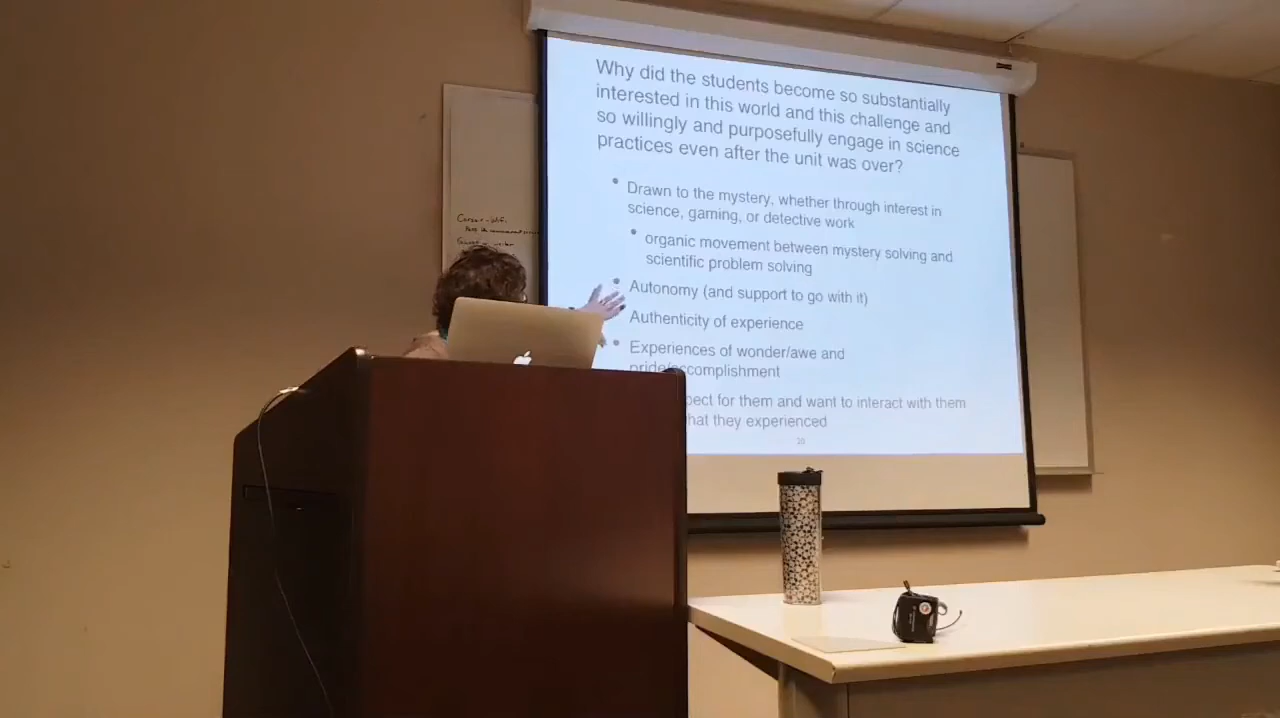 Why did the students become so substantially
interested in this world and this challenge and
so willingly and purposefully engage in science
practices even after the unit was over?
• Drawn to the mystery, whether through interest in
science, gaming, or detective work
• organic movement between mystery solving and
scientific problem solving
• Autonomy (and support to go with it)
Authenticity of experience
• Experiences of wonder/awe and
pride/accomplishment
for them and want to interact with them
they experienced